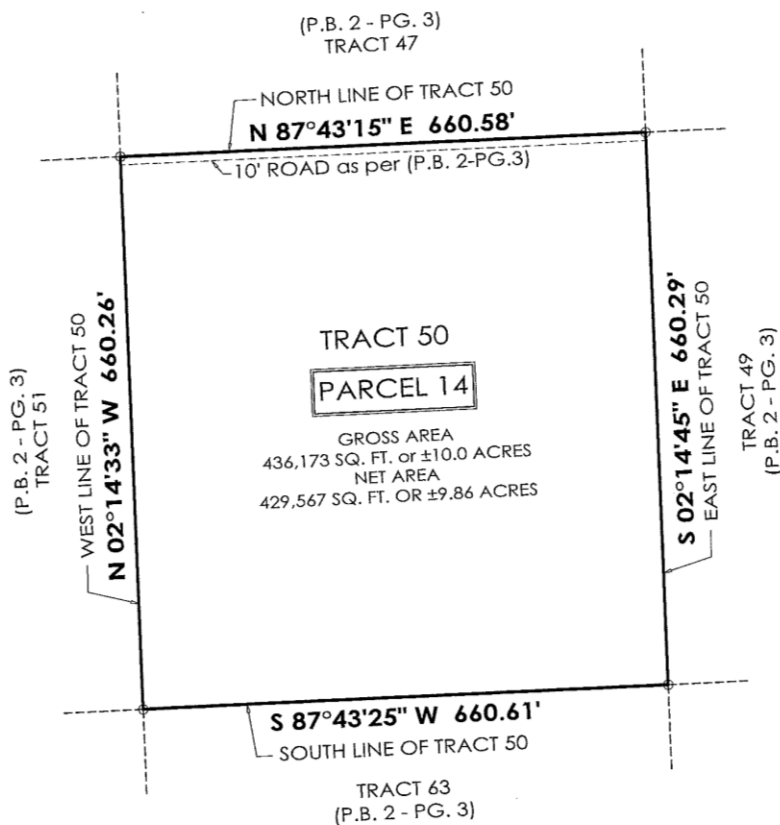 (P.B. 2 - PG. 3)
TRACT 47
NORTH LINE OF TRACT 50
N 87°43'15" E 660.58'
10' ROAD as per (P.B. 2-PG.3)
(P.B. 2 - PG. 3)
TRACT 51
WEST LINE OF TRACT 50
N 02°14'33" W 660.26'
TRACT 50
PARCEL 14
GROSS AREA
436,173 SQ. FT. or ±10.0 ACRES
NET AREA
429,567 SQ. FT. OR ±9.86 ACRES
S 02°14'45" E 660.29'
EAST LINE OF TRACT 50
TRACT 49
(P.B. 2 - PG. 3)
S 87°43'25" W 660.61'
SOUTH LINE OF TRACT 50
TRACT 63
(P.B. 2 - PG. 3)